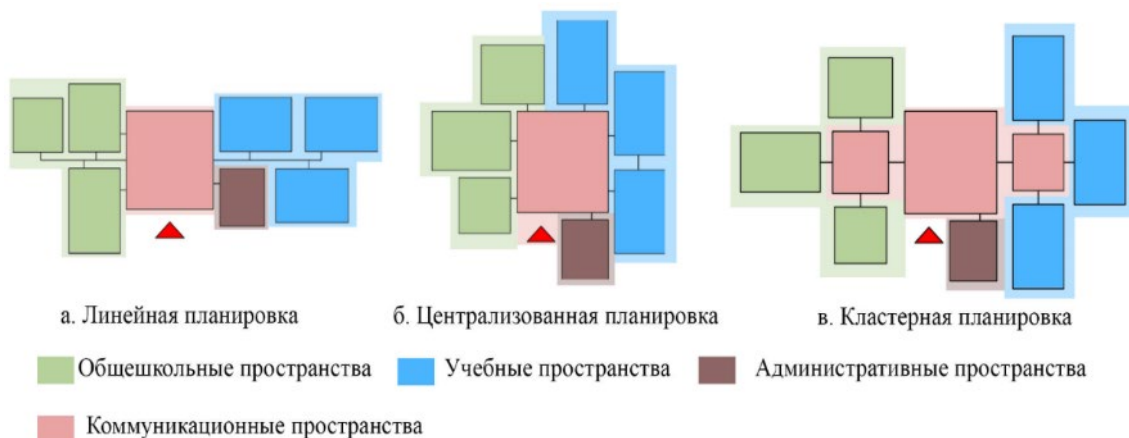 а. Линейная планировка
б. Централизованная планировка
в. Кластерная планировка
Общешкольные пространства
Учебные пространства
Административные пространства
Коммуникационные пространства